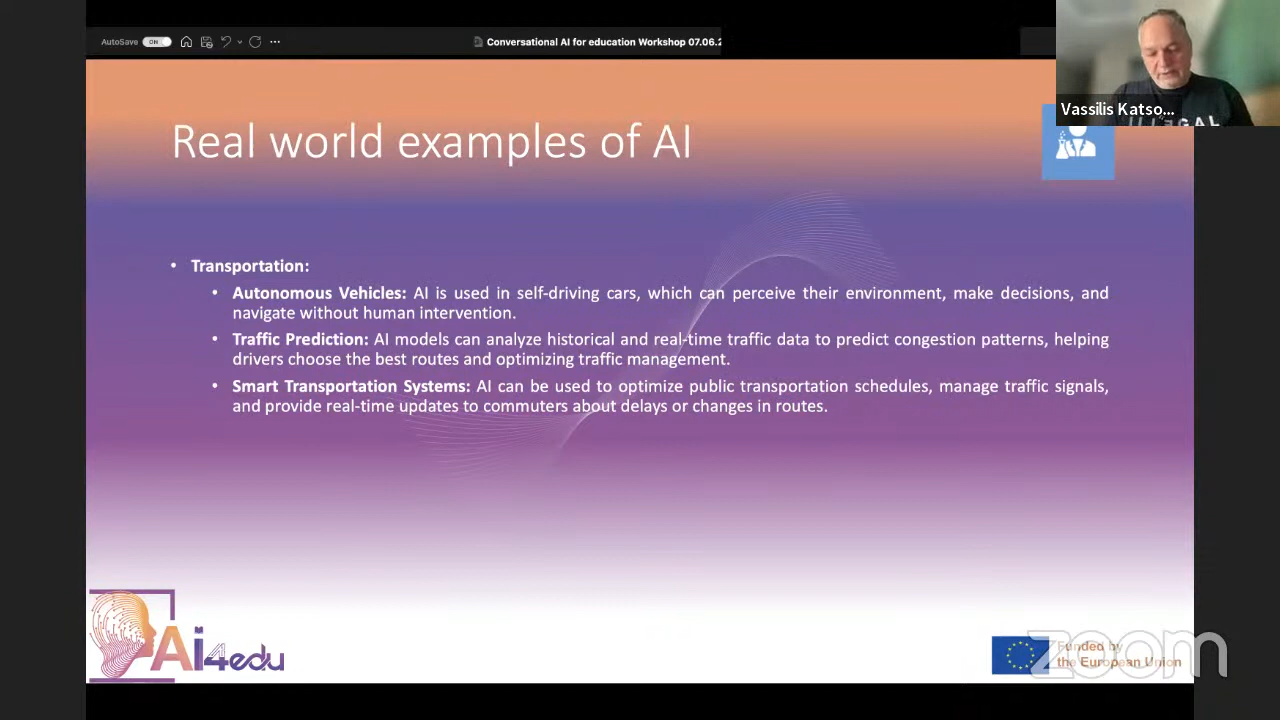 AutoSave ON
Conversational AI for education Workshop 07.06.2
Vassilis Katso...
Real world examples of AI
• Transportation:
• Autonomous Vehicles: AI is used in self-driving cars, which can perceive their environment, make decisions, and
navigate without human intervention.
• Traffic Prediction: AI models can analyze historical and real-time traffic data to predict congestion patterns, helping
drivers choose the best routes and optimizing traffic management.
• Smart Transportation Systems: AI can be used to optimize public transportation schedules, manage traffic signals,
and provide real-time updates to commuters about delays or changes in routes.
Ai4edu
Funded by
the European Union
zoom